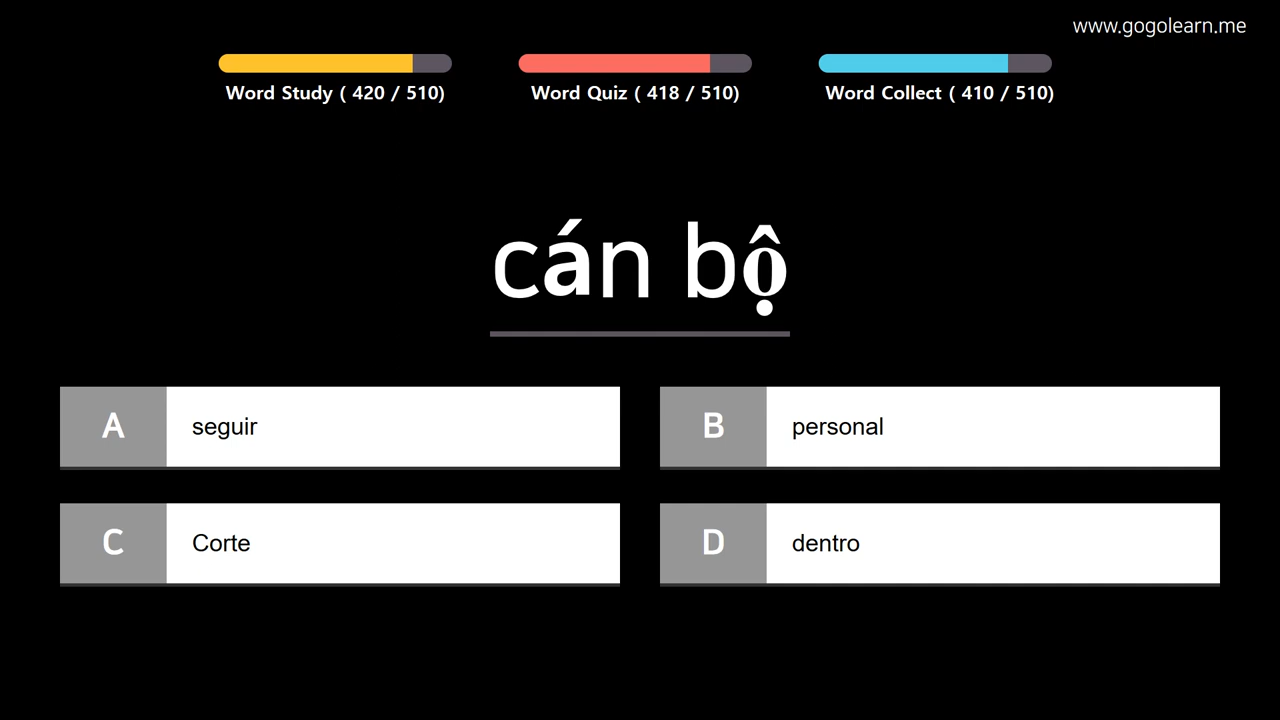 www.gogolearn.me
Word Study ( 420 / 510)
Word Quiz ( 418 / 510)
Word Collect ( 410 / 510)
cán bộ
A seguir
B personal
C Corte
D dentro